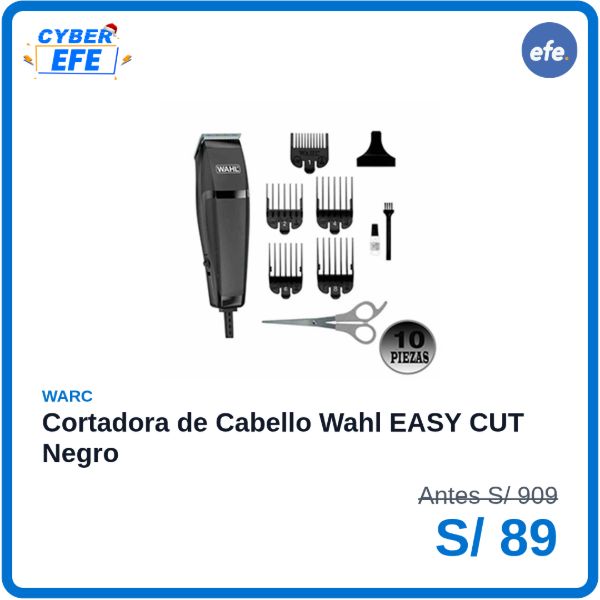 CYBER
EFE
efe.
WAHL
10
PIEZAS
WARC
Cortadora de Cabello Wahl EASY CUT
Negro
Antes S/ 909
S/ 89